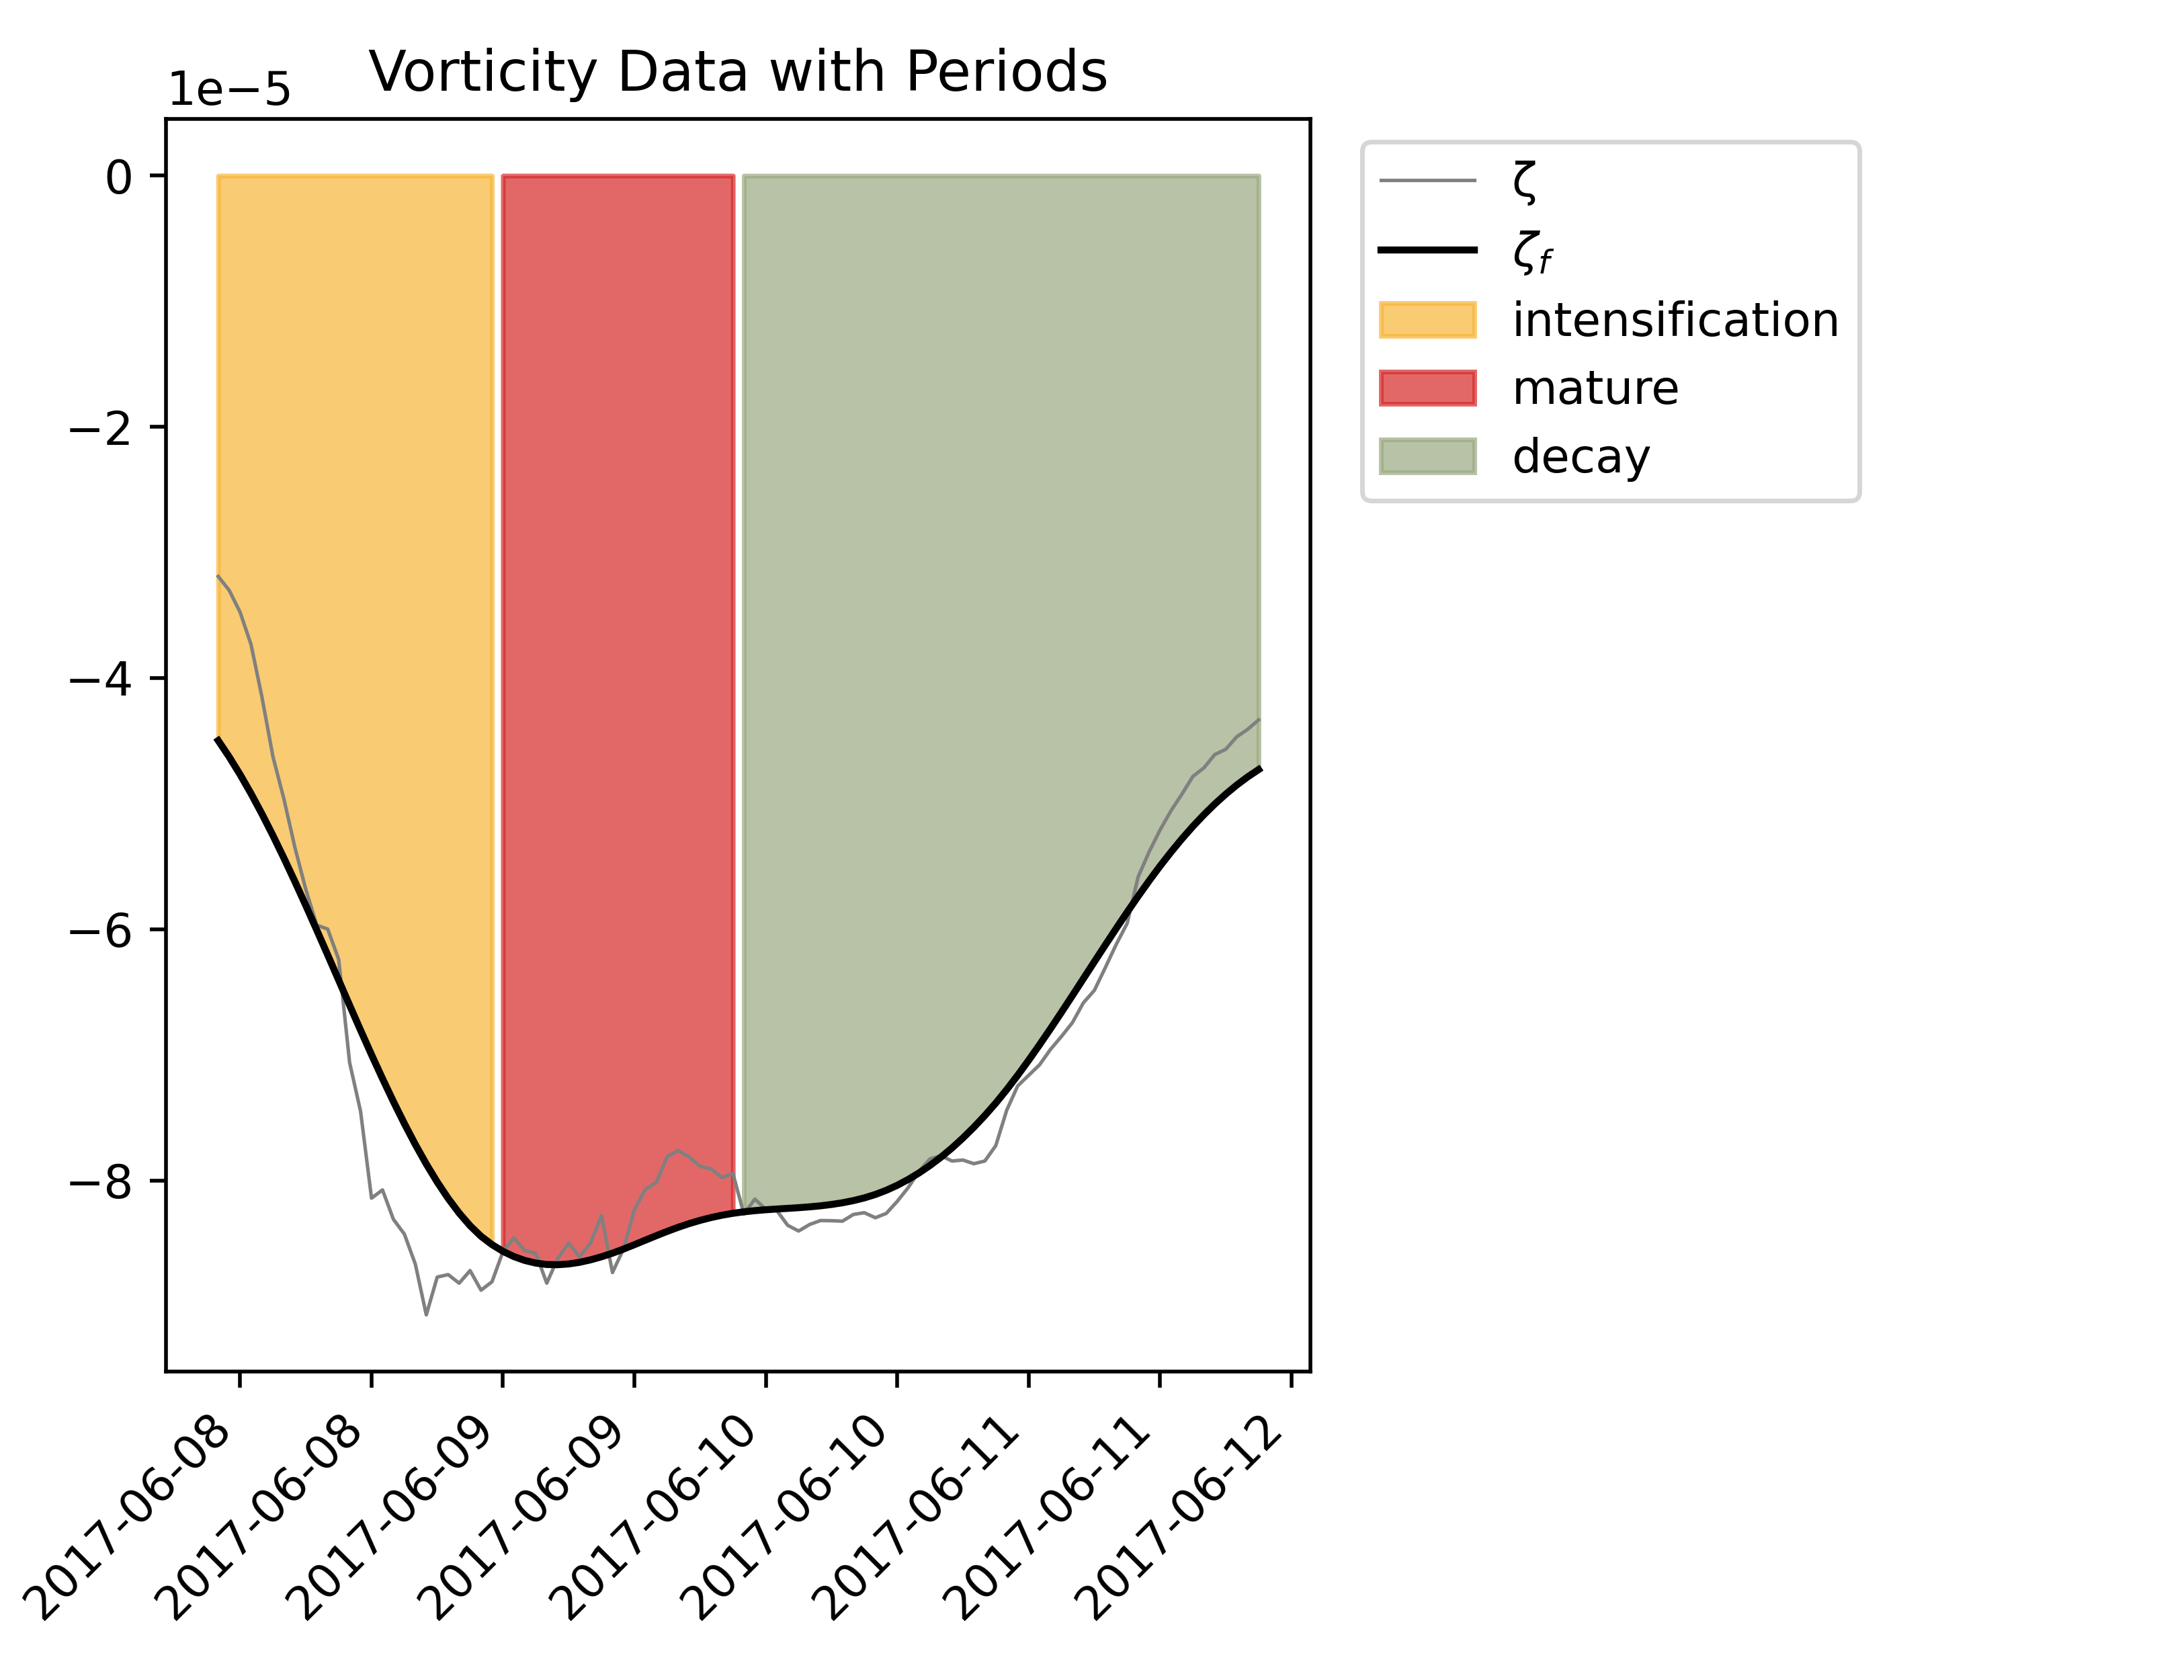 Vorticity Data with Periods
1e−5
0
−2
−4
−6
−8
2017-06-08
2017-06-08
2017-06-09
2017-06-09
2017-06-10
2017-06-10
2017-06-11
2017-06-11
2017-06-12
ζ
ζf
intensification
mature
decay